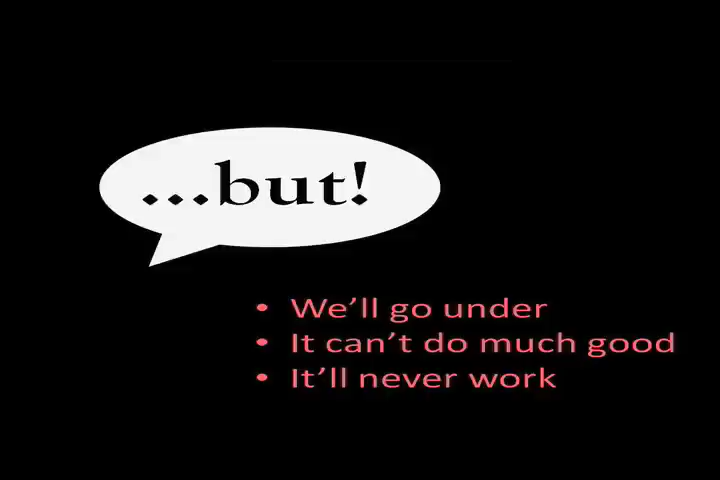 ...but!
• We’ll go under
• It can’t do much good
• It’ll never work